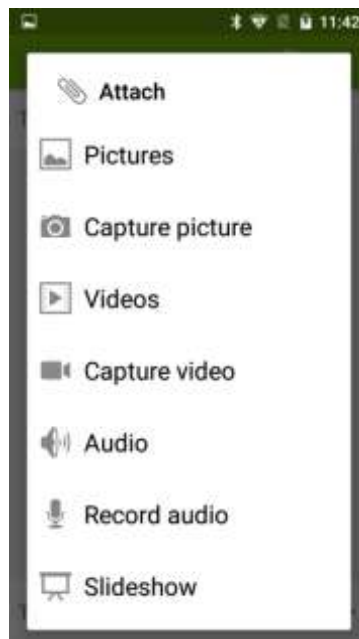 11:42
Attach
Pictures
Capture picture
Videos
Capture video
Audio
Record audio
Slideshow